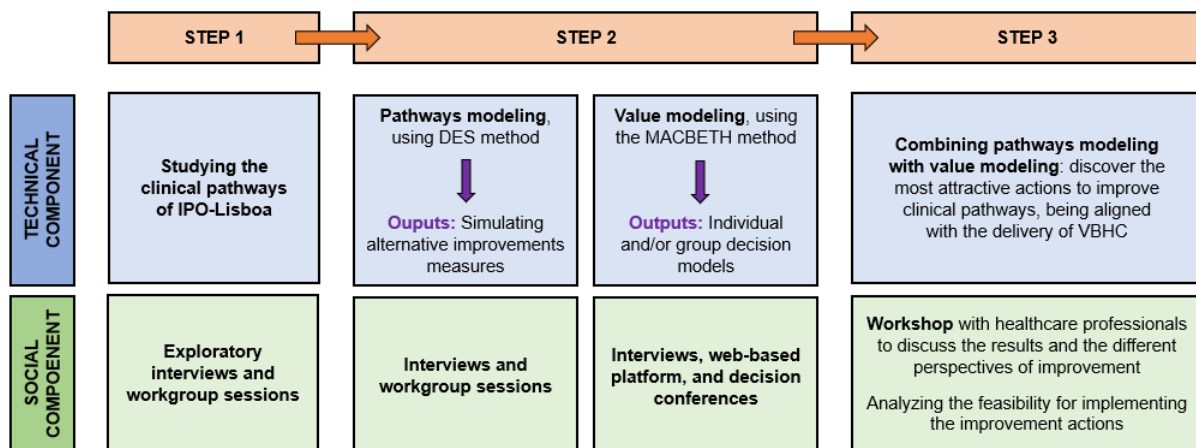 STEP 1
STEP 2
STEP 3
TECHNICAL
COMPONENT
Studying the
clinical pathways
of IPO-Lisboa
Pathways modeling,
using DES method
Ouputs: Simulating
alternative improvements
measures
Value modeling, using
the MACBETH method
Outputs: Individual
and/or group decision
models
Combining pathways modeling
with value modeling: discover the
most attractive actions to improve
clinical pathways, being aligned
with the delivery of VBHC
SOCIAL
COMPOENENT
Exploratory
interviews and
workgroup sessions
Interviews and
workgroup sessions
Interviews, web-based
platform, and decision
conferences
Workshop with healthcare professionals
to discuss the results and the different
perspectives of improvement
Analyzing the feasibility for implementing
the improvement actions